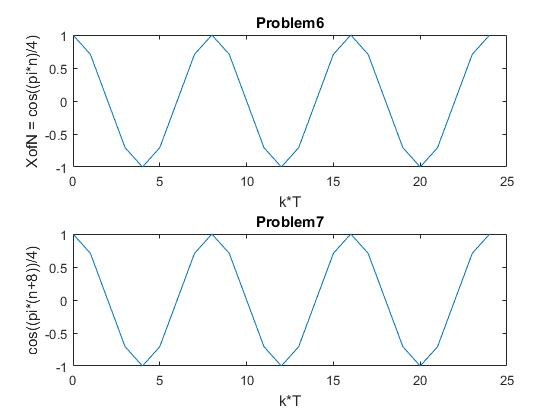 Problem6
XofN = cos((pi*n)/4)
1
0.5
0
-0.5
-1
0 5 10 15 20 25
k*T
Problem7
cos((pi*(n+8))/4)
1
0.5
0
-0.5
-1
0 5 10 15 20 25
k*T